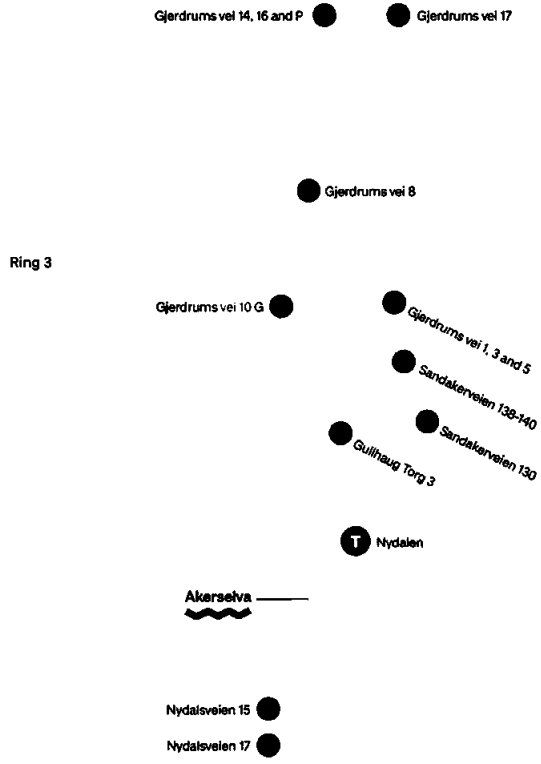 Gjerdrums vei 14, 16 and P
Gjerdrums vei 17
Gjerdrums vei 8
Ring 3
Gjerdrums vei 10 G
Gjerdrums vei 1, 3 and 5
Sandakerveien 138-140
Sandakerveien 130
Gullhaug Torg 3
T Nydalen
Akerselva
Nydalsveien 15
Nydalsveien 17